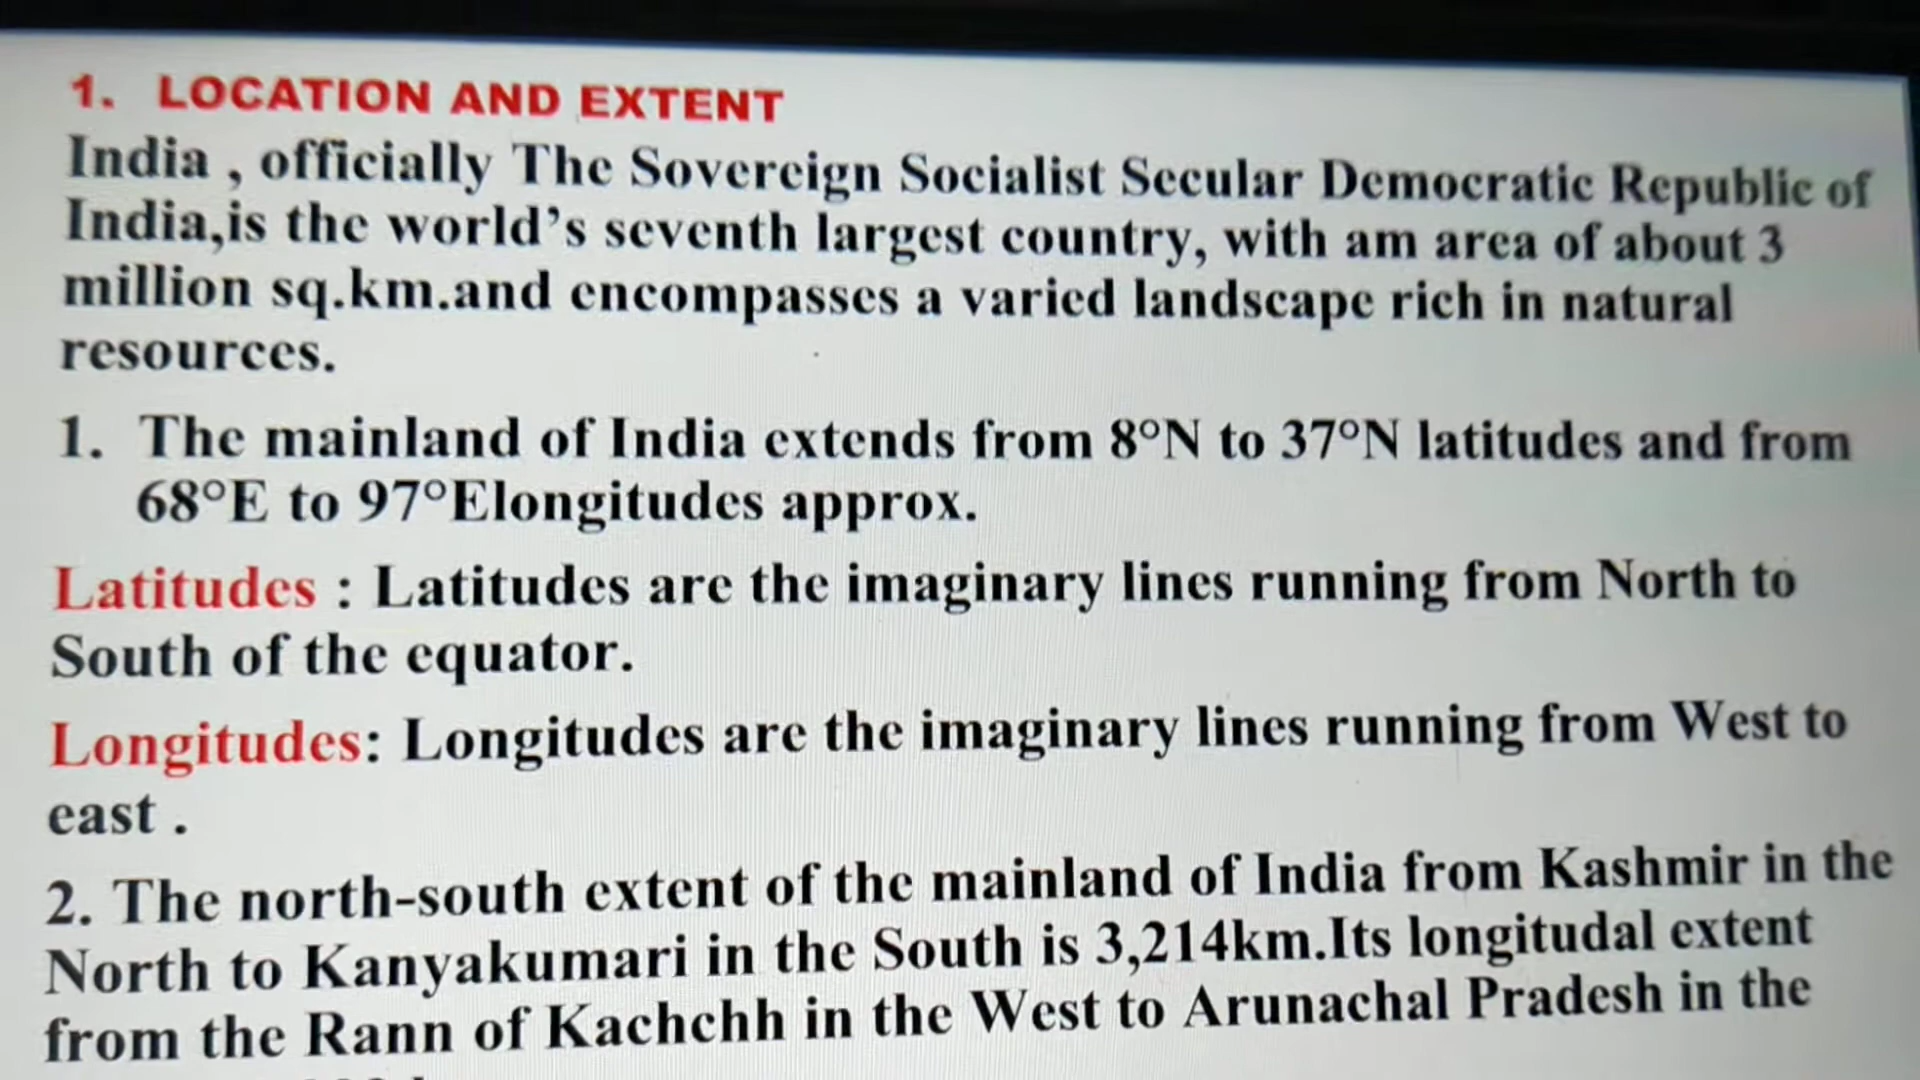 1. LOCATION AND EXTENT
India , officially The Sovereign Socialist Secular Democratic Republic of
India,is the world’s seventh largest country, with am area of about 3
million sq.km.and encompasses a varied landscape rich in natural
resources.
1. The mainland of India extends from 8°N to 37°N latitudes and from
68°E to 97°Elongitudes approx.
Latitudes : Latitudes are the imaginary lines running from North to
South of the equator.
Longitudes: Longitudes are the imaginary lines running from West to
east .
2. The north-south extent of the mainland of India from Kashmir in the
North to Kanyakumari in the South is 3,214km.Its longitudal extent
from the Rann of Kachchh in the West to Arunachal Pradesh in the